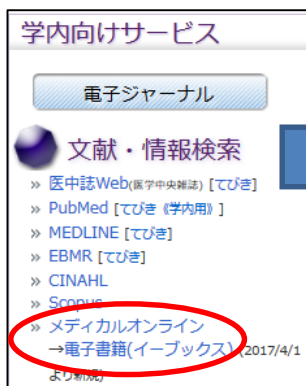 学内向けサービス
電子ジャーナル
文献・情報検索
» 医中誌Web(医学中央雑誌) [てびき]
» PubMed [てびき《学内用》]
» MEDLINE [てびき]
» EBMR [てびき]
» CINAHL
» Scopus
» メディカルオンライン
→電子書籍(イーブックス) (2017/4/1
より新規)